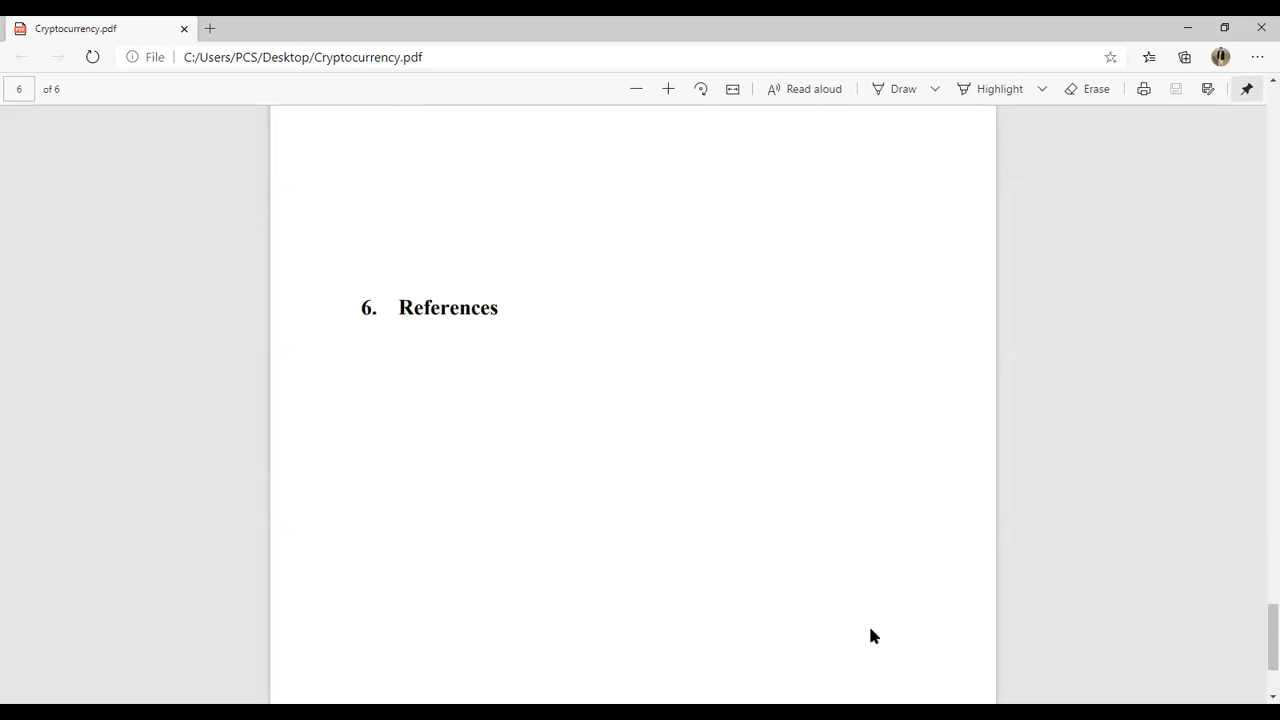 Cryptocurrency.pdf
File
C:/Users/PCS/Desktop/Cryptocurrency.pdf
6 of 6
Read aloud
Draw
Highlight
Erase
6. References